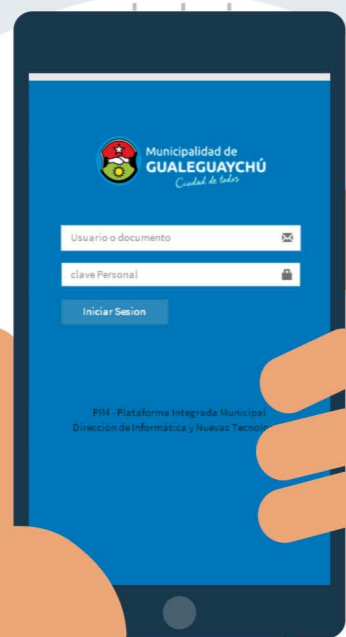 Municipalidad de
GUALEGUAYCHÚ
Ciudad de todos
Usuario o documento
clave Personal
Iniciar Sesion
PIM - Plataforma Integrada Municipal
Dirección de Informática y Nuevas